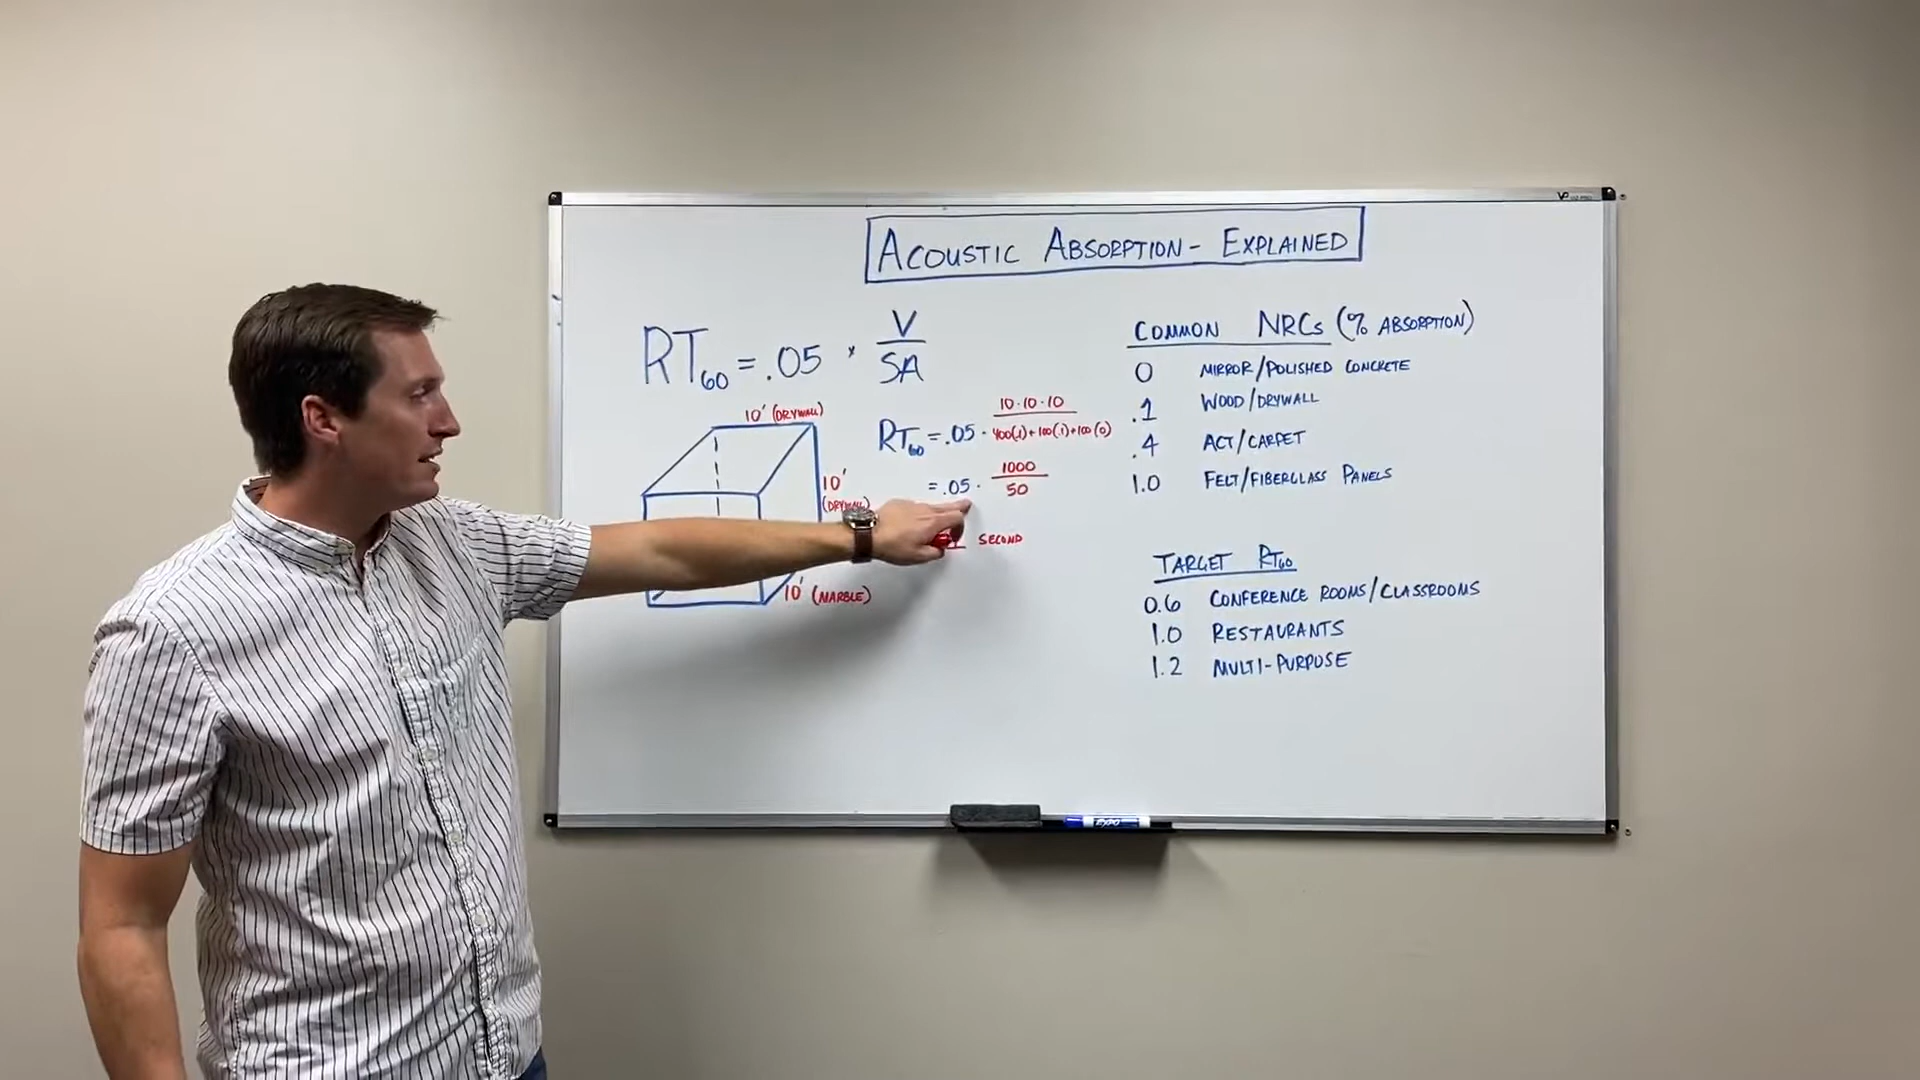 ACOUSTIC ABSORPTION - EXPLAINED
RT60 = .05 × V/SA
10' (DRYWALL)
10'
(DRYWALL)
10' (MARBLE)
RT60 = .05 · 10·10·10 / 400(.1)+100(.1)+100(0)
= .05 · 1000/50
SECOND
COMMON NRCs (% ABSORPTION)
0 MIRROR/POLISHED CONCRETE
.1 WOOD/DRYWALL
.4 ACT/CARPET
1.0 FELT/FIBERGLASS PANELS
TARGET RT60
0.6 CONFERENCE ROOMS/CLASSROOMS
1.0 RESTAURANTS
1.2 MULTI-PURPOSE
EXPO